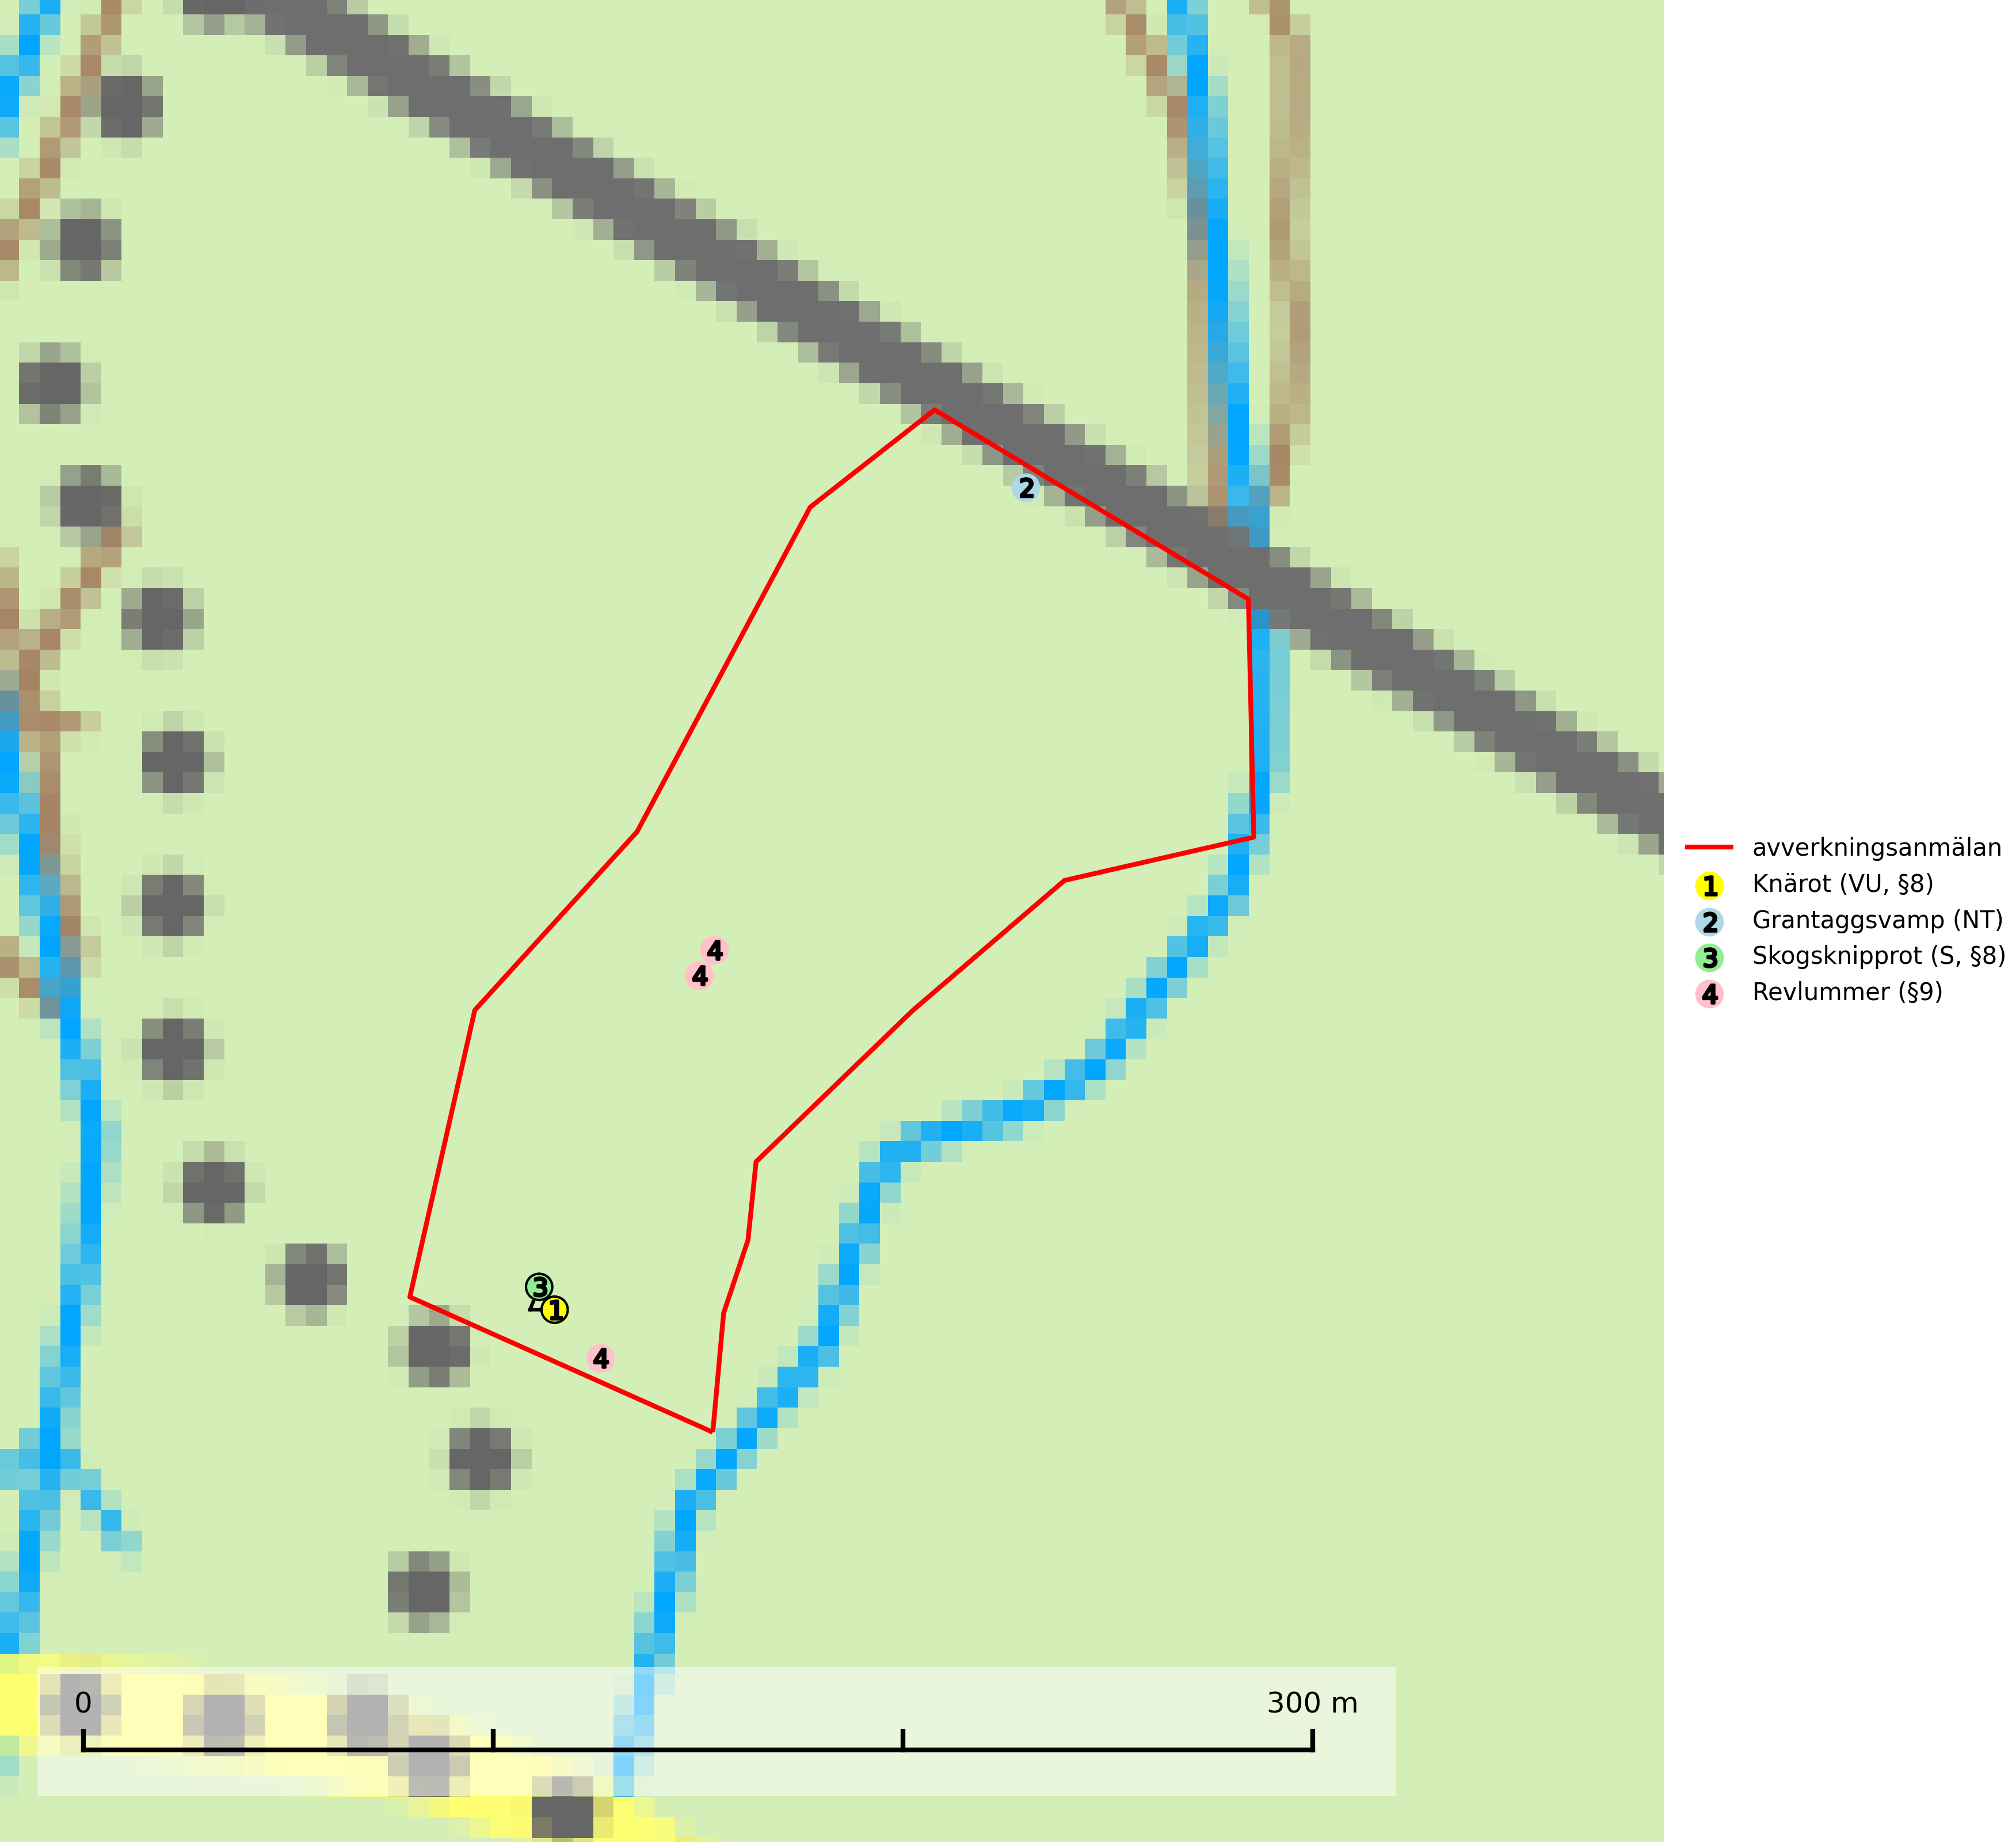 2
4
4
3
1
4
avverkningsanmälan
1 Knärot (VU, §8)
2 Grantaggsvamp (NT)
3 Skogsknipprot (S, §8)
4 Revlummer (§9)
0 300 m